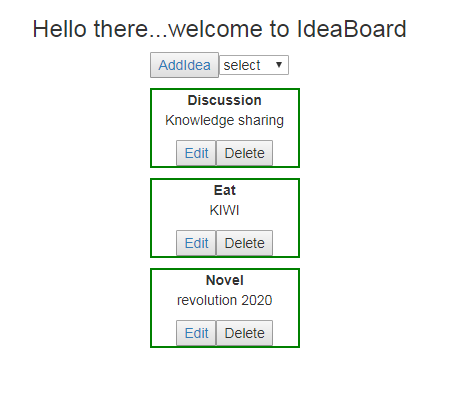 Hello there...welcome to IdeaBoard
AddIdea select
Discussion
Knowledge sharing
Edit Delete
Eat
KIWI
Edit Delete
Novel
revolution 2020
Edit Delete